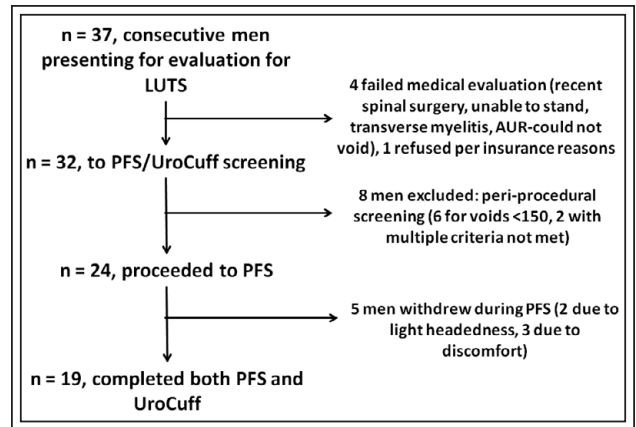 n = 37, consecutive men
presenting for evaluation for
LUTS
4 failed medical evaluation (recent
spinal surgery, unable to stand,
transverse myelitis, AUR-could not
void), 1 refused per insurance reasons
n = 32, to PFS/UroCuff screening
8 men excluded: peri-procedural
screening (6 for voids <150, 2 with
multiple criteria not met)
n = 24, proceeded to PFS
5 men withdrew during PFS (2 due to
light headedness, 3 due to
discomfort)
n = 19, completed both PFS and
UroCuff